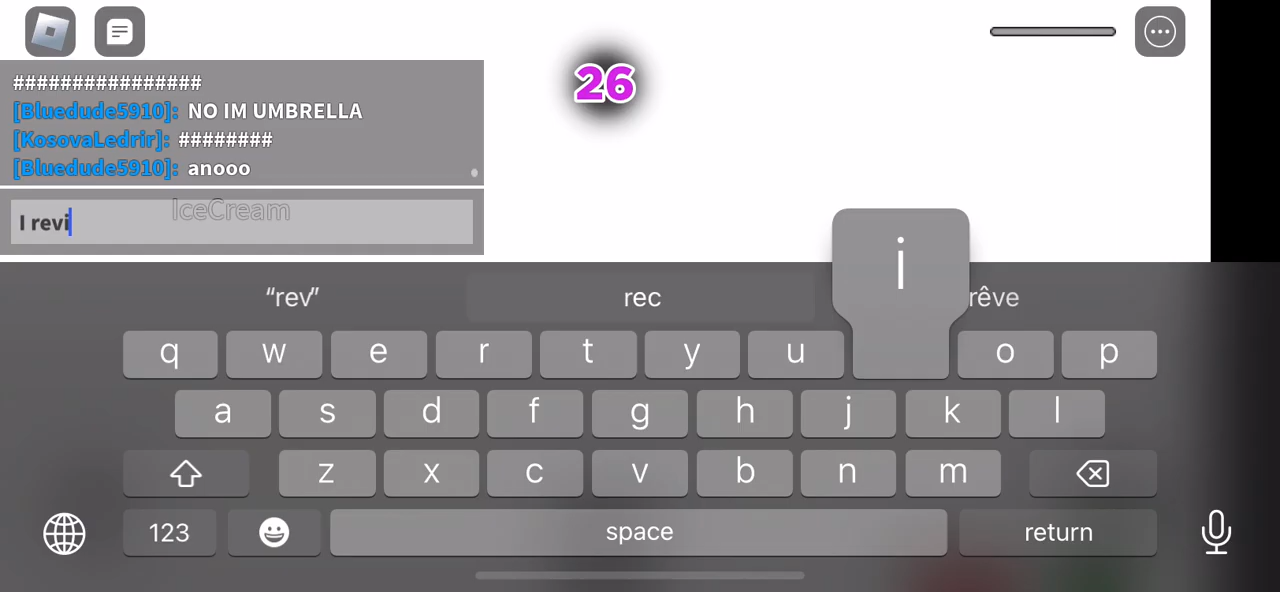 ################
26
[Bluedude5910]: NO IM UMBRELLA
[KosovaLedrir]: ########
[Bluedude5910]: anooo
IceCream
I revi
i
“rev” rec rêve
q w e r t y u o p
a s d f g h j k l
z x c v b n m
123 space return